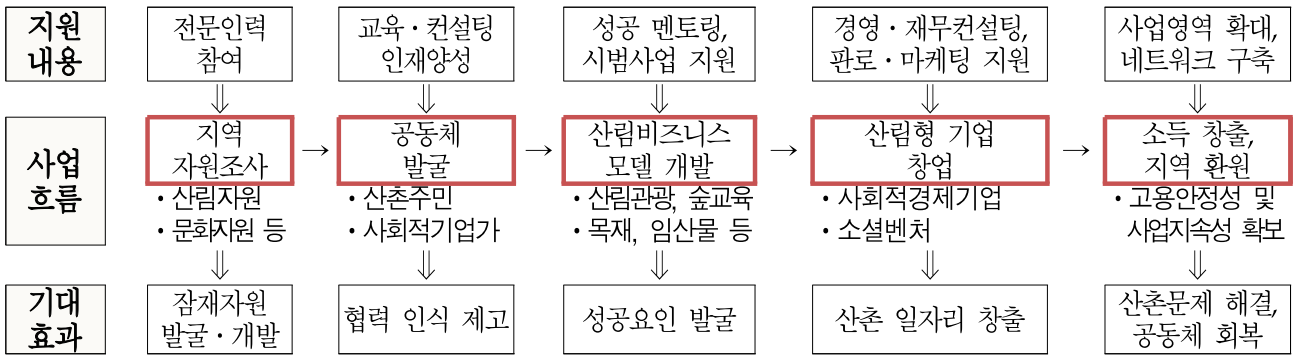 지원
내용
전문인력
참여
교육·컨설팅
인재양성
성공 멘토링,
시범사업 지원
경영·재무컨설팅,
판로·마케팅 지원
사업영역 확대,
네트워크 구축
⇓ ⇓ ⇓ ⇓ ⇓
사업
흐름
지역
자원조사
→
공동체
발굴
→
산림비즈니스
모델 개발
→
산림형 기업
창업
→
소득 창출,
지역 환원
·산림자원
·문화자원 등
·산촌주민
·사회적기업가
·산림관광, 숲교육
·목재, 임산물 등
·사회적경제기업
·소셜벤처
·고용안정성 및
사업지속성 확보
⇓ ⇓ ⇓ ⇓ ⇓
기대
효과
잠재자원
발굴·개발
협력 인식 제고
성공요인 발굴
산촌 일자리 창출
산촌문제 해결,
공동체 회복